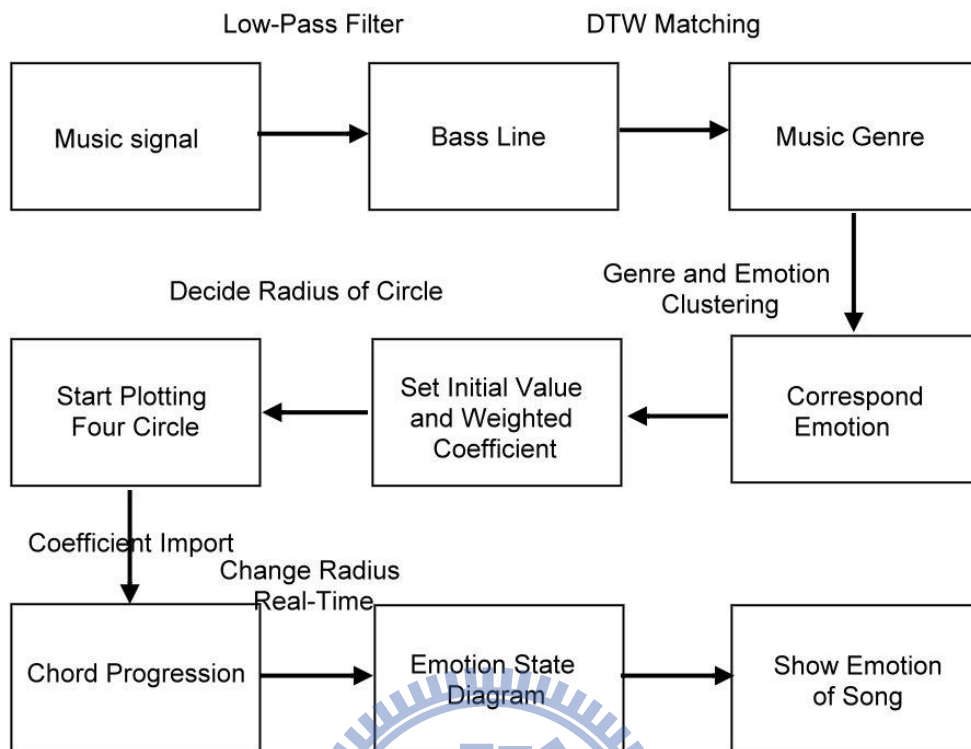 Low-Pass Filter
DTW Matching
Music signal
Bass Line
Music Genre
Genre and Emotion
Clustering
Decide Radius of Circle
Correspond
Emotion
Set Initial Value
and Weighted
Coefficient
Start Plotting
Four Circle
Coefficient Import
Change Radius
Real-Time
Chord Progression
Emotion State
Diagram
Show Emotion
of Song